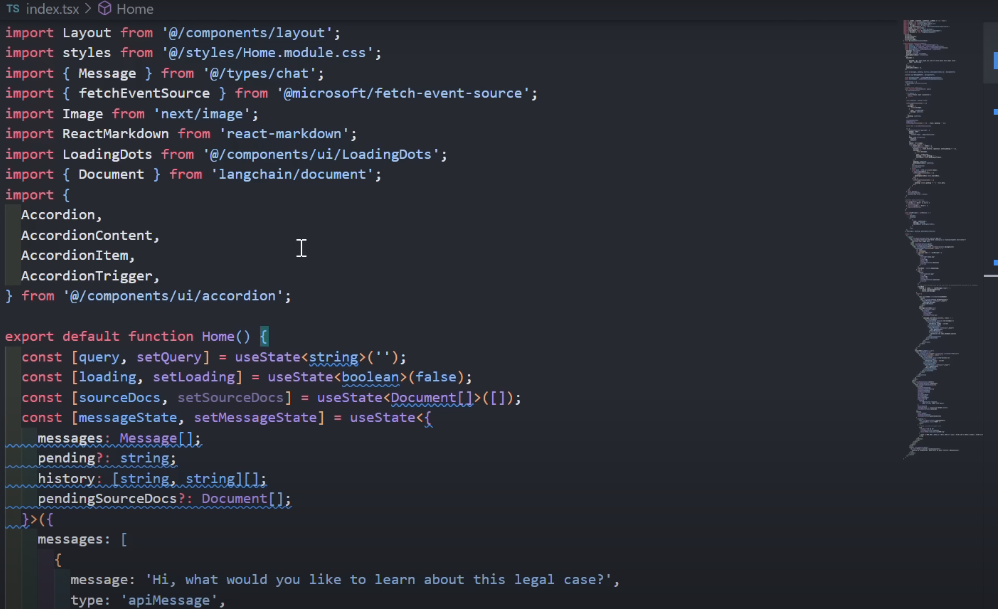 TS index.tsx > Home
import Layout from '@/components/layout';
import styles from '@/styles/Home.module.css';
import { Message } from '@/types/chat';
import { fetchEventSource } from '@microsoft/fetch-event-source';
import Image from 'next/image';
import ReactMarkdown from 'react-markdown';
import LoadingDots from '@/components/ui/LoadingDots';
import { Document } from 'langchain/document';
import {
  Accordion,
  AccordionContent,
  AccordionItem,
  AccordionTrigger,
} from '@/components/ui/accordion';

export default function Home() {
  const [query, setQuery] = useState<string>('');
  const [loading, setLoading] = useState<boolean>(false);
  const [sourceDocs, setSourceDocs] = useState<Document[]>([]);
  const [messageState, setMessageState] = useState<{
    messages: Message[];
    pending?: string;
    history: [string, string][];
    pendingSourceDocs?: Document[];
  }>({
    messages: [
      {
        message: 'Hi, what would you like to learn about this legal case?',
        type: 'apiMessage',